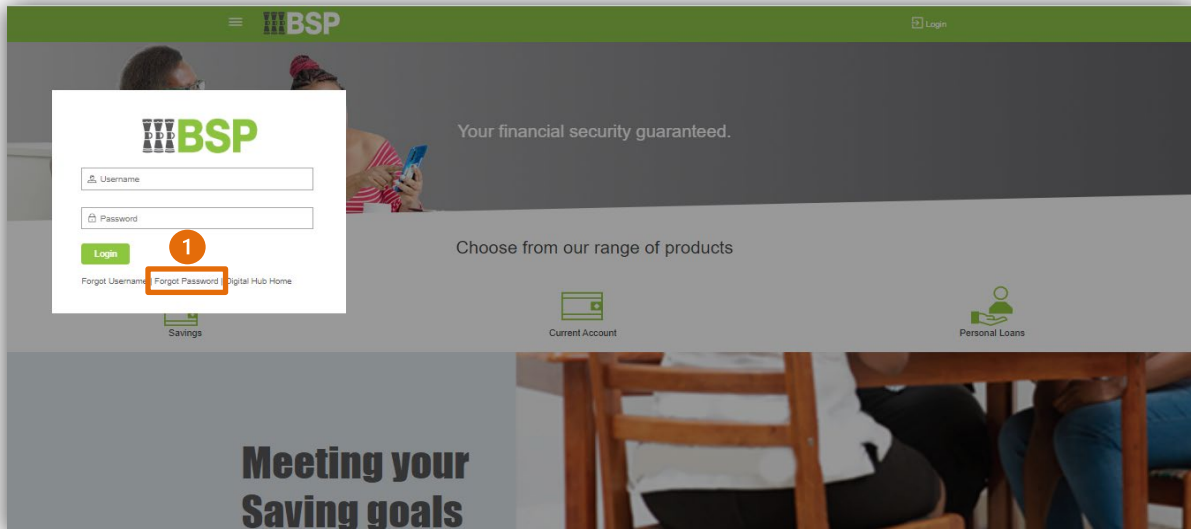 BSP
Login
Your financial security guaranteed.
BSP
Username
Password
Login
1
Forgot Username | Forgot Password | Digital Hub Home
Choose from our range of products
Savings
Current Account
Personal Loans
Meeting your
Saving goals